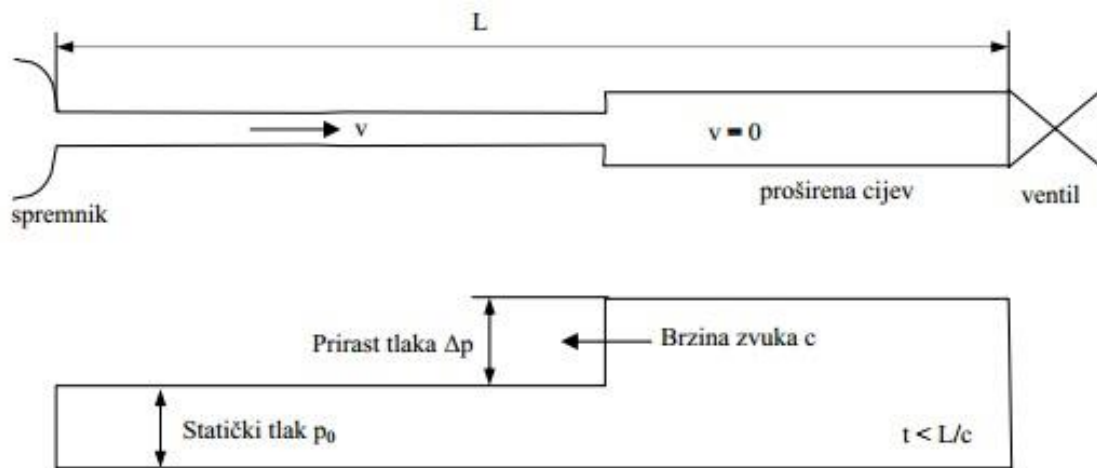 L
v
v = 0
spremnik
proširena cijev
ventil
Prirast tlaka Δp
Brzina zvuka c
Statički tlak p₀
t < L/c